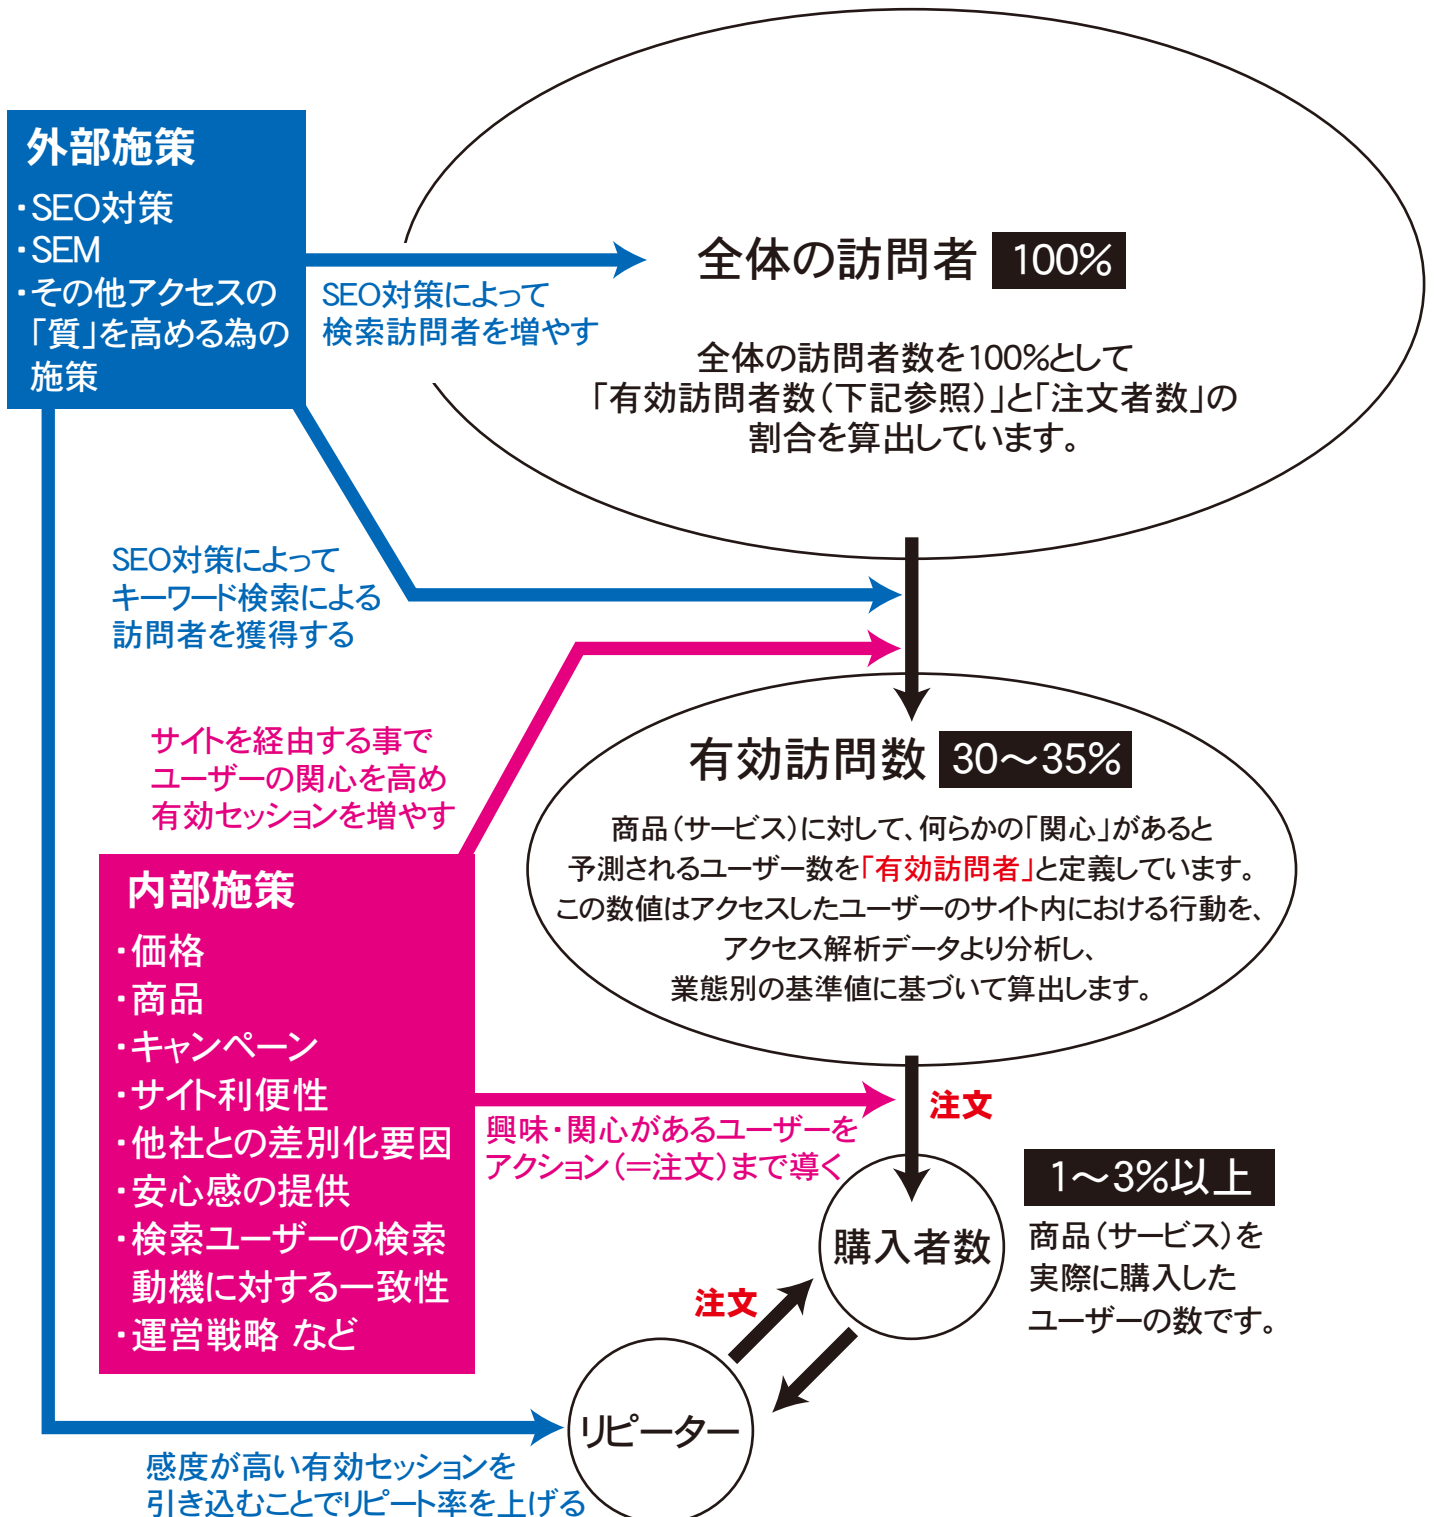 外部施策
・SEO対策
・SEM
・その他アクセスの
「質」を高める為の
施策
SEO対策によって
検索訪問者を増やす
全体の訪問者 100%
全体の訪問者数を100%として
「有効訪問者数（下記参照）」と「注文者数」の
割合を算出しています。
SEO対策によって
キーワード検索による
訪問者を獲得する
サイトを経由する事で
ユーザーの関心を高め
有効セッションを増やす
有効訪問数 30～35%
商品（サービス）に対して、何らかの「関心」があると
予測されるユーザー数を「有効訪問者」と定義しています。
この数値はアクセスしたユーザーのサイト内における行動を、
アクセス解析データより分析し、
業態別の基準値に基づいて算出します。
内部施策
・価格
・商品
・キャンペーン
・サイト利便性
・他社との差別化要因
・安心感の提供
・検索ユーザーの検索
動機に対する一致性
・運営戦略 など
興味・関心があるユーザーを
アクション（＝注文）まで導く
注文
購入者数
1～3%以上
商品（サービス）を
実際に購入した
ユーザーの数です。
注文
リピーター
感度が高い有効セッションを
引き込むことでリピート率を上げる